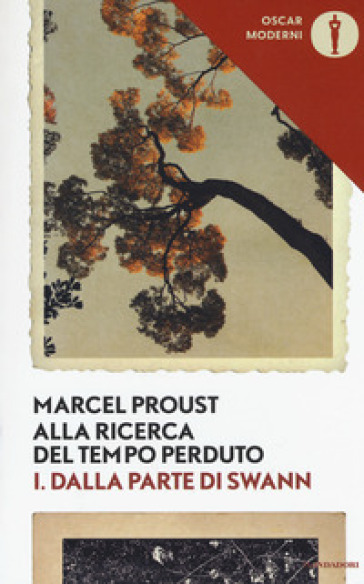 OSCAR
MODERNI
MARCEL PROUST
ALLA RICERCA
DEL TEMPO PERDUTO
I. DALLA PARTE DI SWANN
MONDADORI